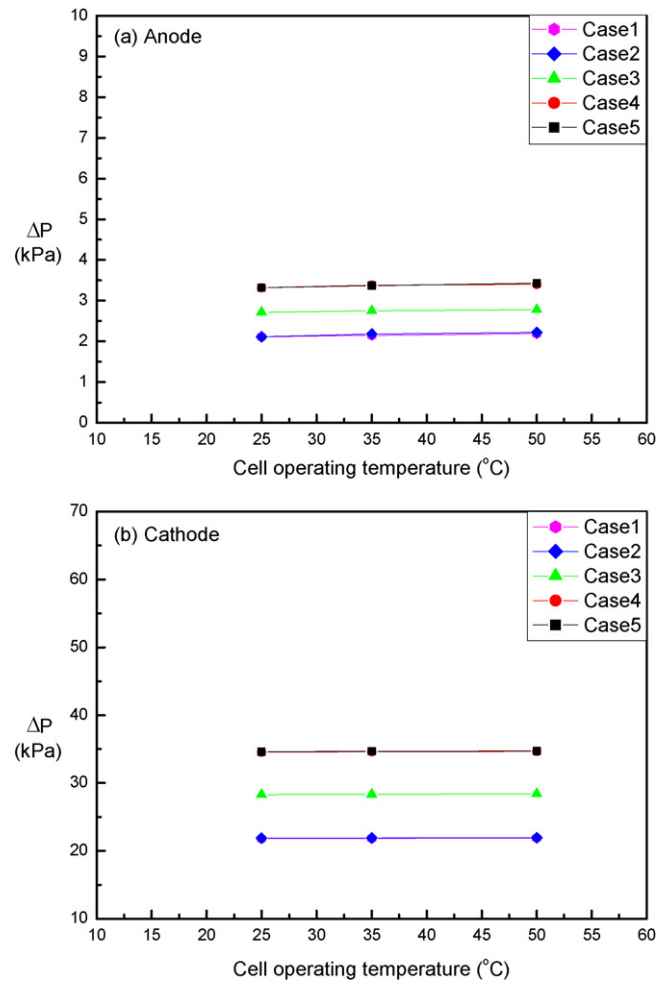 (a) Anode
Case1
Case2
Case3
Case4
Case5
10
9
8
7
6
5
4
3
2
1
0
ΔP
(kPa)
10 15 20 25 30 35 40 45 50 55 60
Cell operating temperature (°C)
(b) Cathode
Case1
Case2
Case3
Case4
Case5
70
60
50
40
30
20
10
ΔP
(kPa)
10 15 20 25 30 35 40 45 50 55 60
Cell operating temperature (°C)